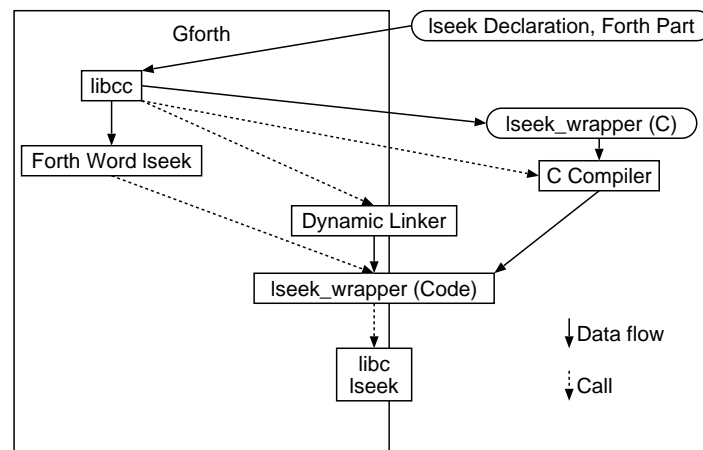 Gforth
lseek Declaration, Forth Part
libcc
lseek_wrapper (C)
Forth Word lseek
C Compiler
Dynamic Linker
lseek_wrapper (Code)
libc
lseek
Data flow
Call